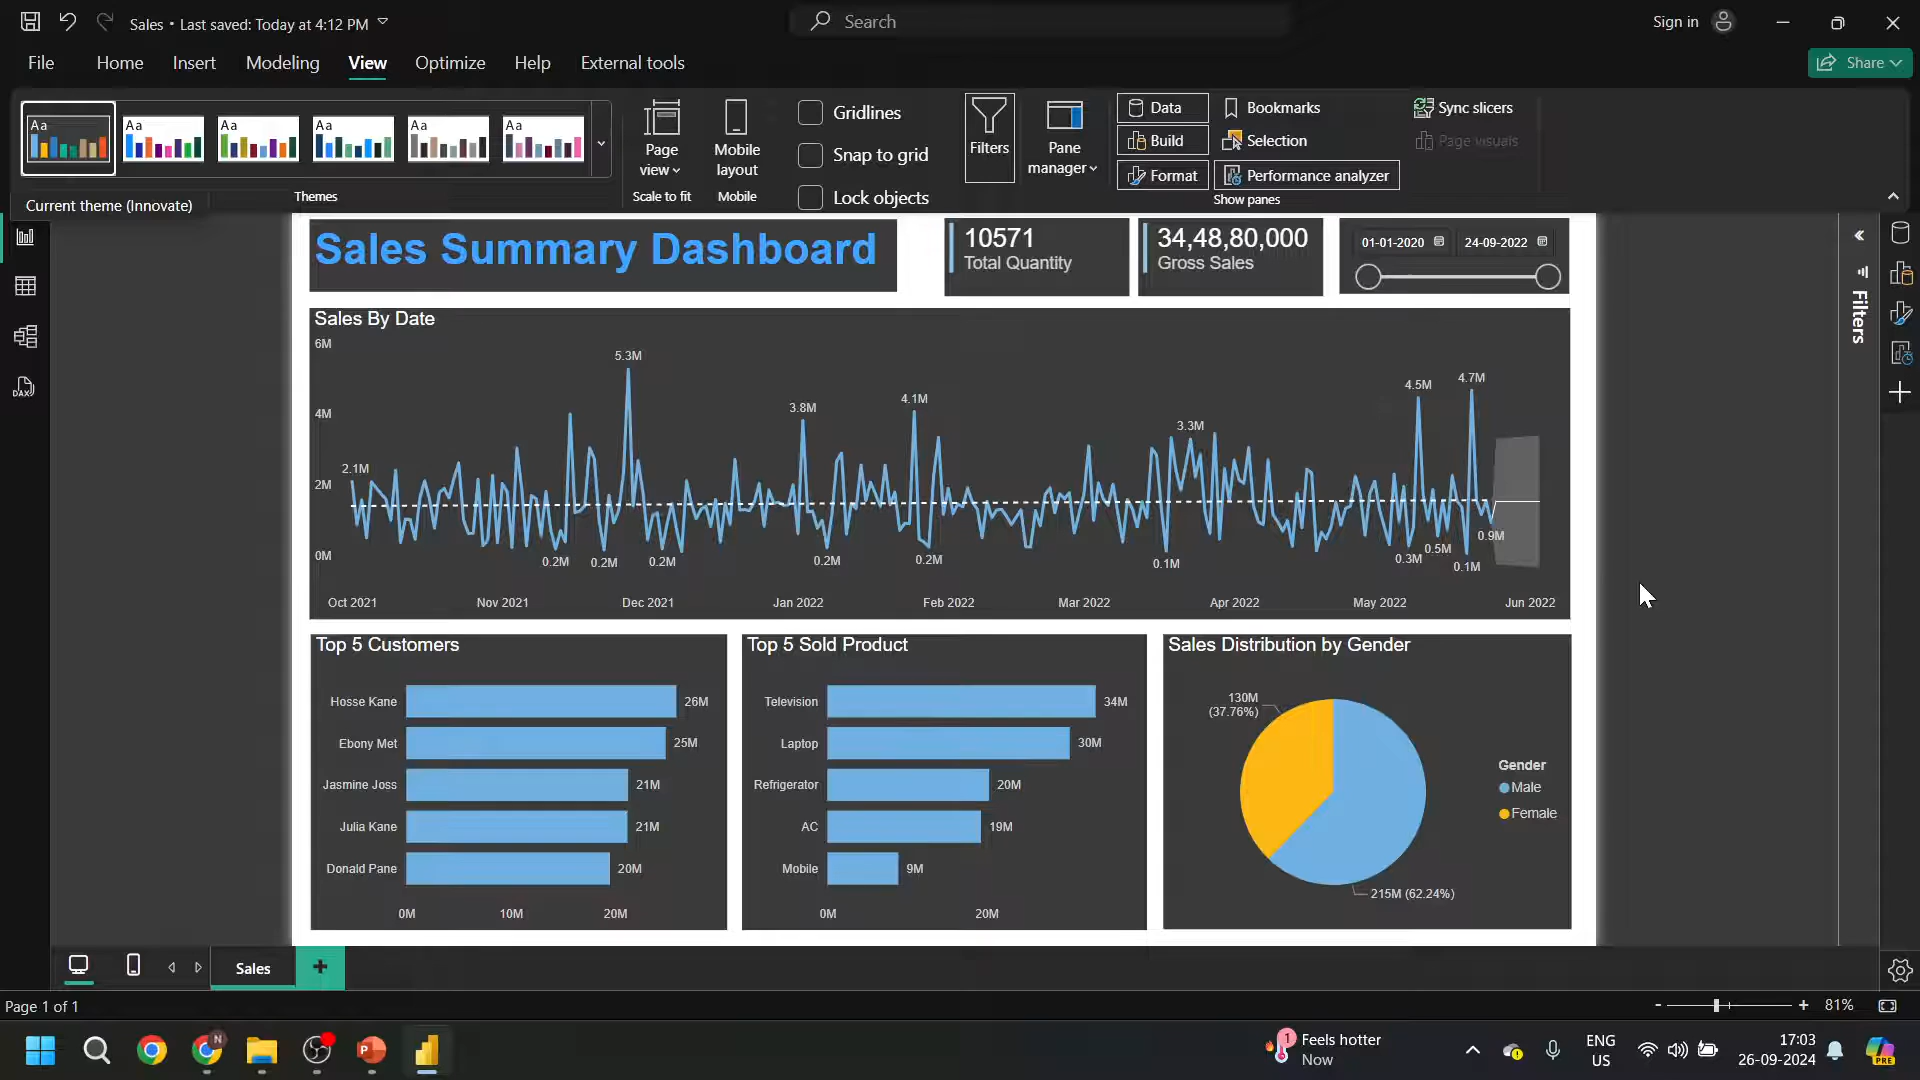 Sales • Last saved: Today at 4:12 PM
Search
Sign in
File Home Insert Modeling View Optimize Help External tools
Share
Aa Aa Aa Aa Aa Aa
Themes
Current theme (Innovate)
Page view
Scale to fit
Mobile layout
Mobile
Gridlines
Snap to grid
Lock objects
Filters
Pane manager
Data
Build
Format
Bookmarks
Selection
Performance analyzer
Sync slicers
Page visuals
Show panes
DAX
Sales Summary Dashboard
10571
Total Quantity
34,48,80,000
Gross Sales
01-01-2020 24-09-2022
Filters
Sales By Date
6M
4M
2M
0M
2.1M
5.3M
3.8M
4.1M
3.3M
4.5M
4.7M
0.2M
0.2M
0.2M
0.2M
0.2M
0.1M
0.3M
0.5M
0.1M
0.9M
Oct 2021 Nov 2021 Dec 2021 Jan 2022 Feb 2022 Mar 2022 Apr 2022 May 2022 Jun 2022
Top 5 Customers
Hosse Kane 26M
Ebony Met 25M
Jasmine Joss 21M
Julia Kane 21M
Donald Pane 20M
0M 10M 20M
Top 5 Sold Product
Television 34M
Laptop 30M
Refrigerator 20M
AC 19M
Mobile 9M
0M 20M
Sales Distribution by Gender
130M
(37.76%)
215M (62.24%)
Gender
Male
Female
Sales
Page 1 of 1
- + 81%
N
P
1
Feels hotter
Now
ENG
US
17:03
26-09-2024
PRE